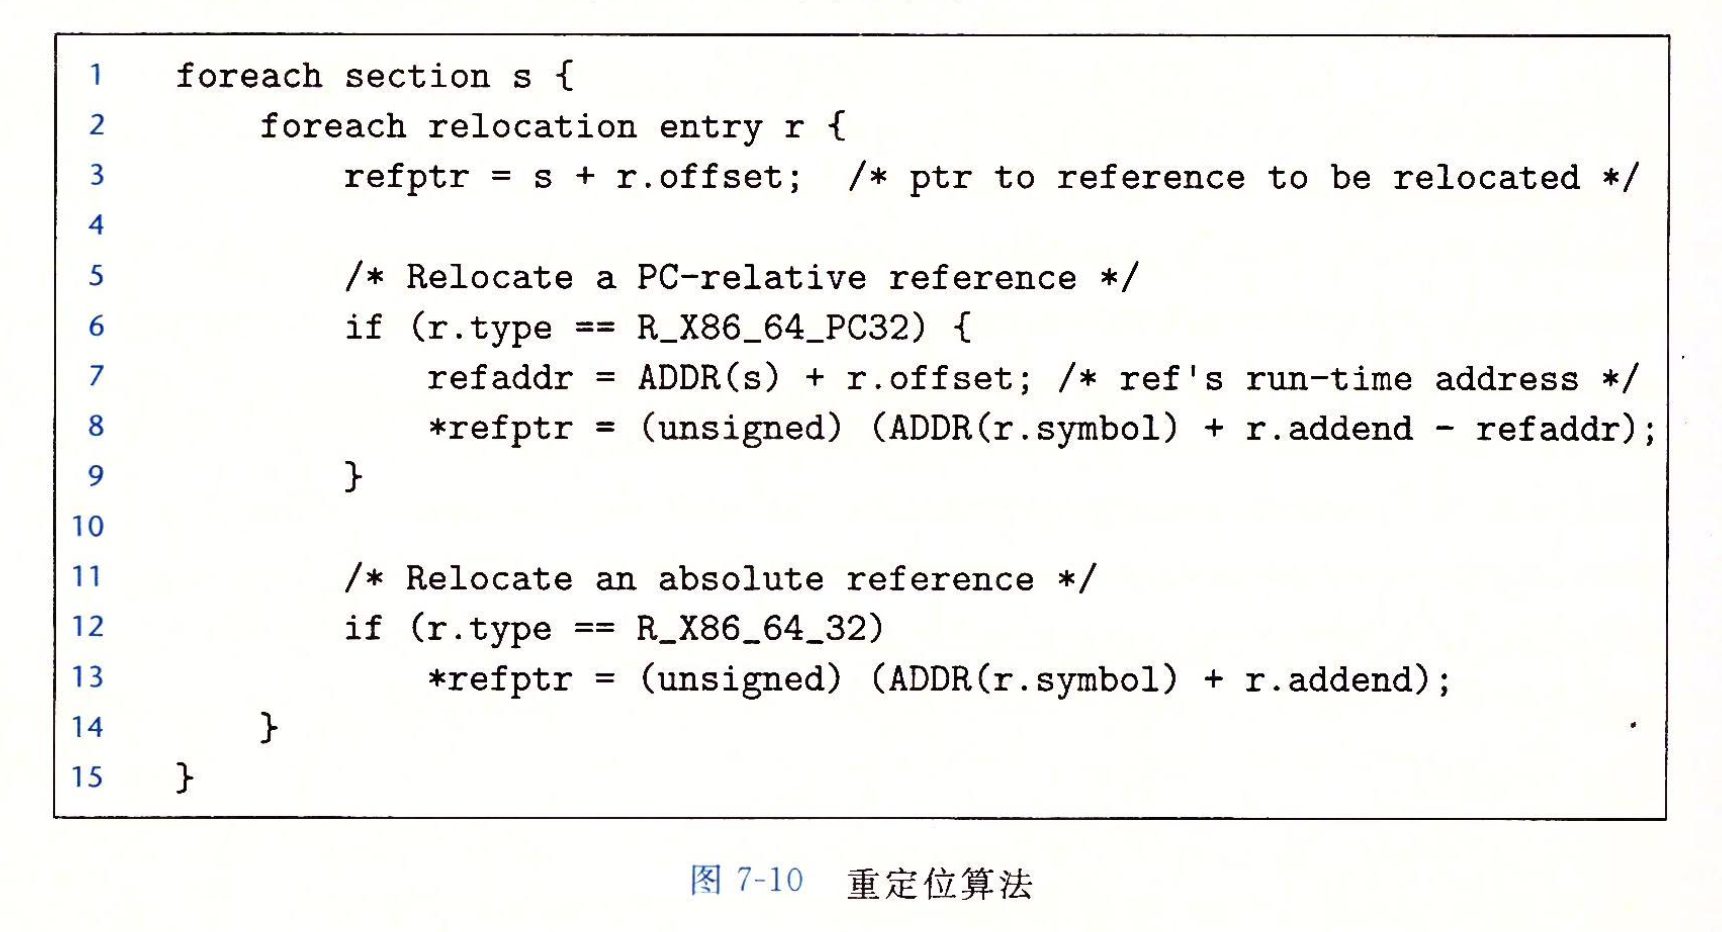 1 foreach section s {
2 foreach relocation entry r {
3 refptr = s + r.offset; /* ptr to reference to be relocated */
4
5 /* Relocate a PC-relative reference */
6 if (r.type == R_X86_64_PC32) {
7 refaddr = ADDR(s) + r.offset; /* ref's run-time address */
8 *refptr = (unsigned) (ADDR(r.symbol) + r.addend - refaddr);
9 }
10
11 /* Relocate an absolute reference */
12 if (r.type == R_X86_64_32)
13 *refptr = (unsigned) (ADDR(r.symbol) + r.addend);
14 }
15 }
图 7-10 重定位算法